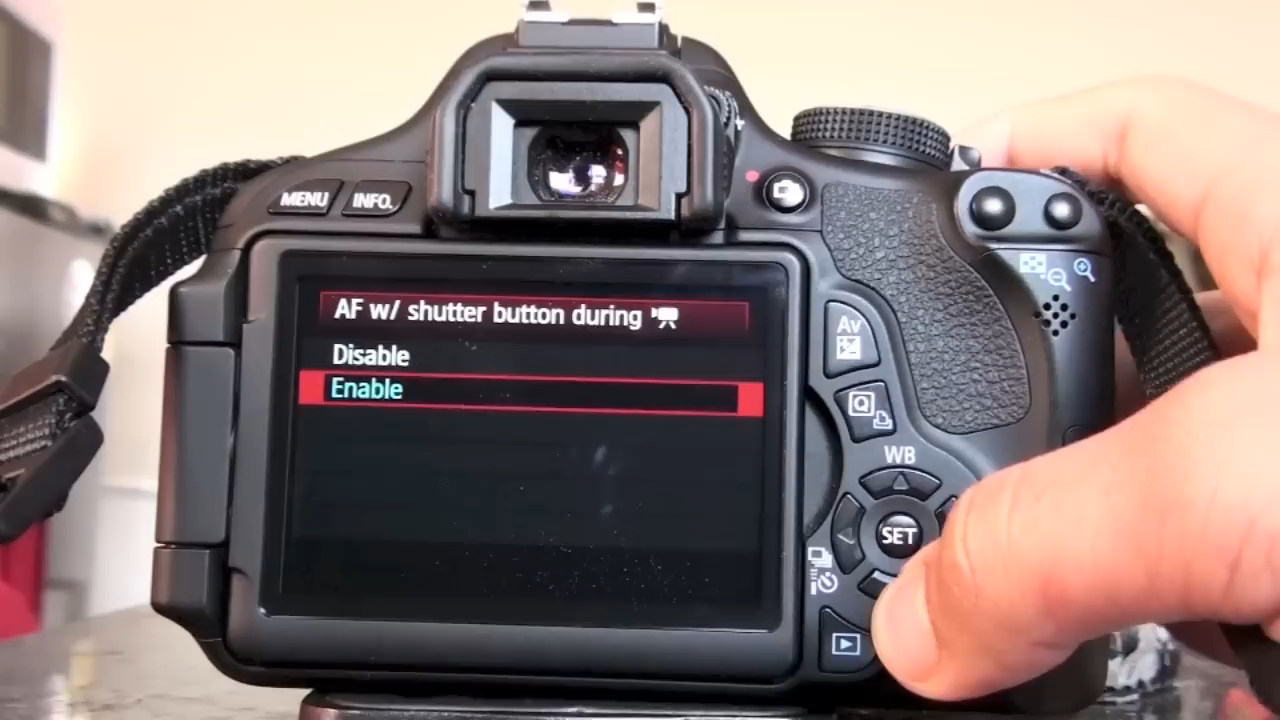 MENU
INFO.
AF w/ shutter button during
Disable
Enable
Av
Q
WB
SET